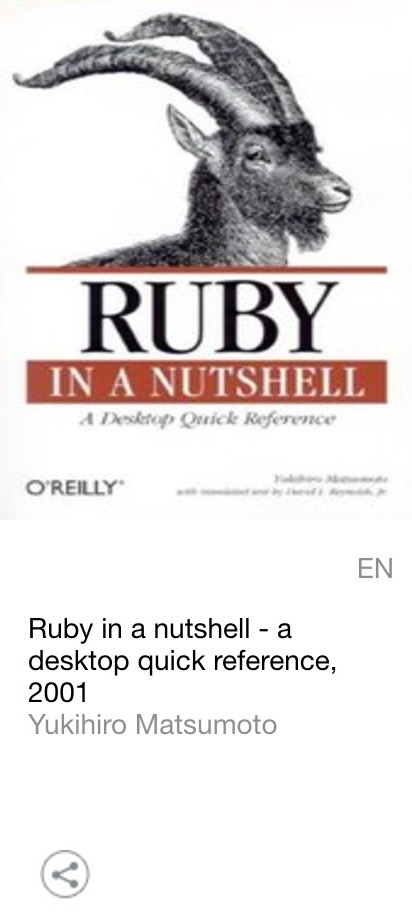 RUBY
IN A NUTSHELL
A Desktop Quick Reference
O'REILLY®
Yukihiro Matsumoto
with translated text by David L. Reynolds, Jr.
EN
Ruby in a nutshell - a
desktop quick reference,
2001
Yukihiro Matsumoto